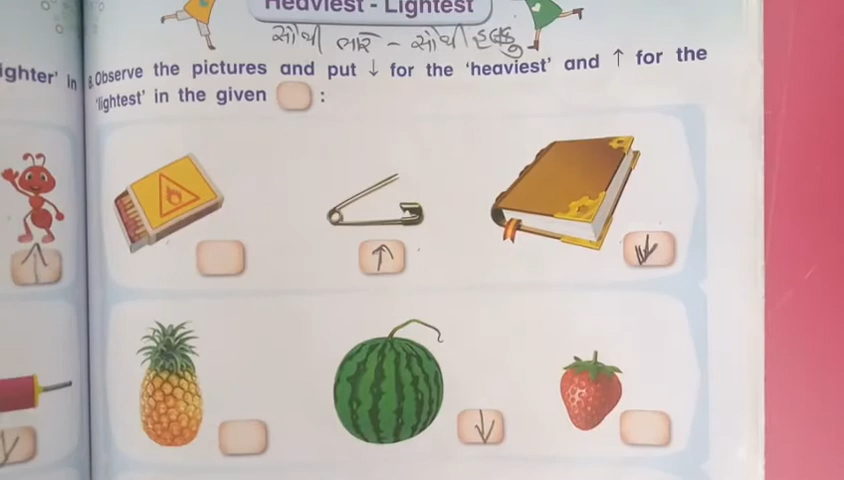 Heaviest - Lightest
સૌથી ભારે - સૌથી હલકુ
ighter' in
B. Observe the pictures and put ↓ for the 'heaviest' and ↑ for the
'lightest' in the given :
↑ ↑ ↓
↓